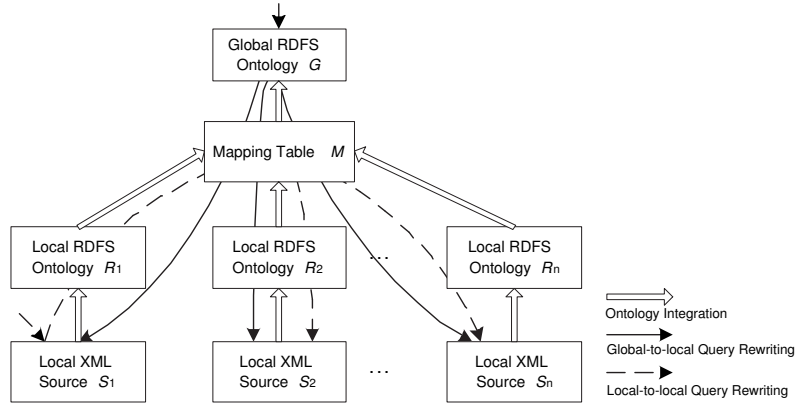 Global RDFS
Ontology G
Mapping Table M
Local RDFS
Ontology R1
Local RDFS
Ontology R2
...
Local RDFS
Ontology Rn
Local XML
Source S1
Local XML
Source S2
...
Local XML
Source Sn
Ontology Integration
Global-to-local Query Rewriting
Local-to-local Query Rewriting